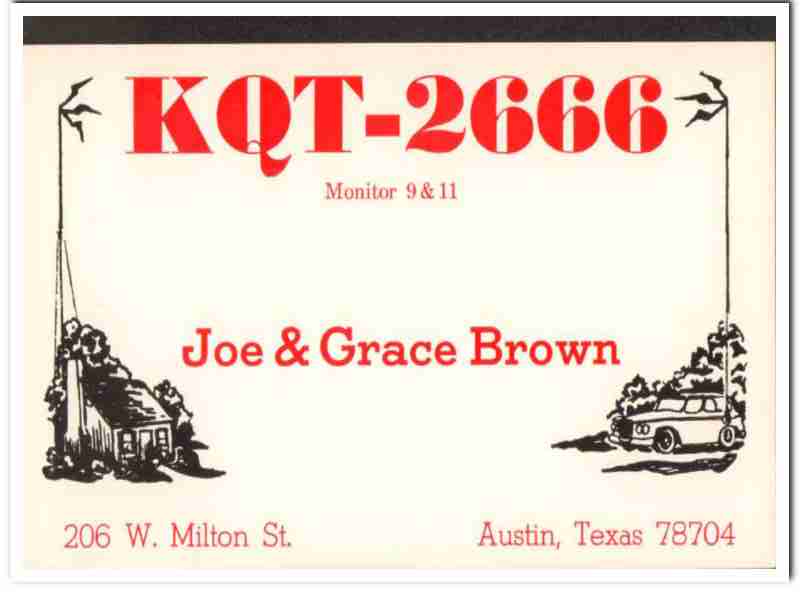 KQT-2666
Monitor 9 & 11
Joe & Grace Brown
206 W. Milton St.
Austin, Texas 78704